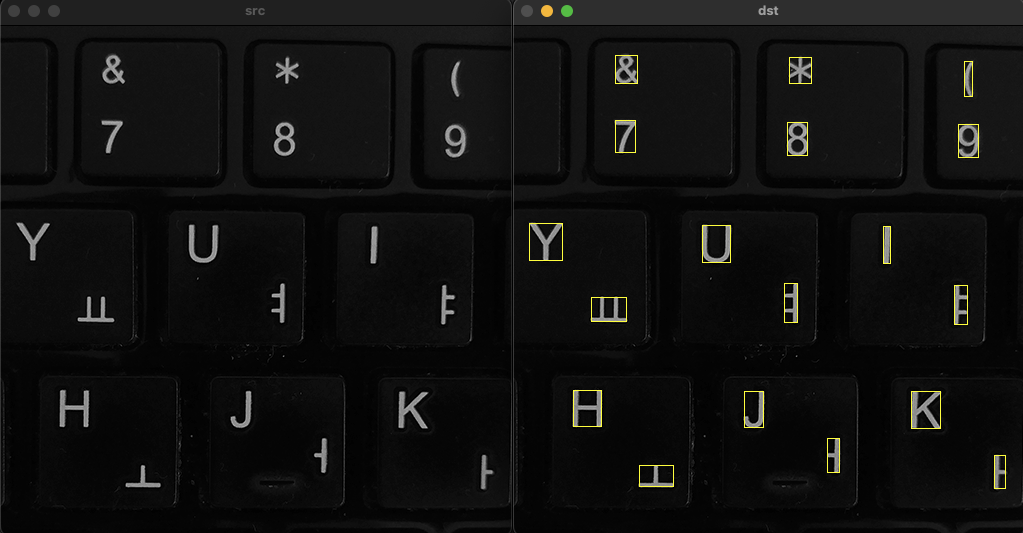 src
& * (
7 8 9
Y U I
ㅛ ㅕ ㅑ
H J K
ㅗ ㅓ ㅏ
dst
& * (
7 8 9
Y U I
ㅛ ㅕ ㅑ
H J K
ㅗ ㅓ ㅏ